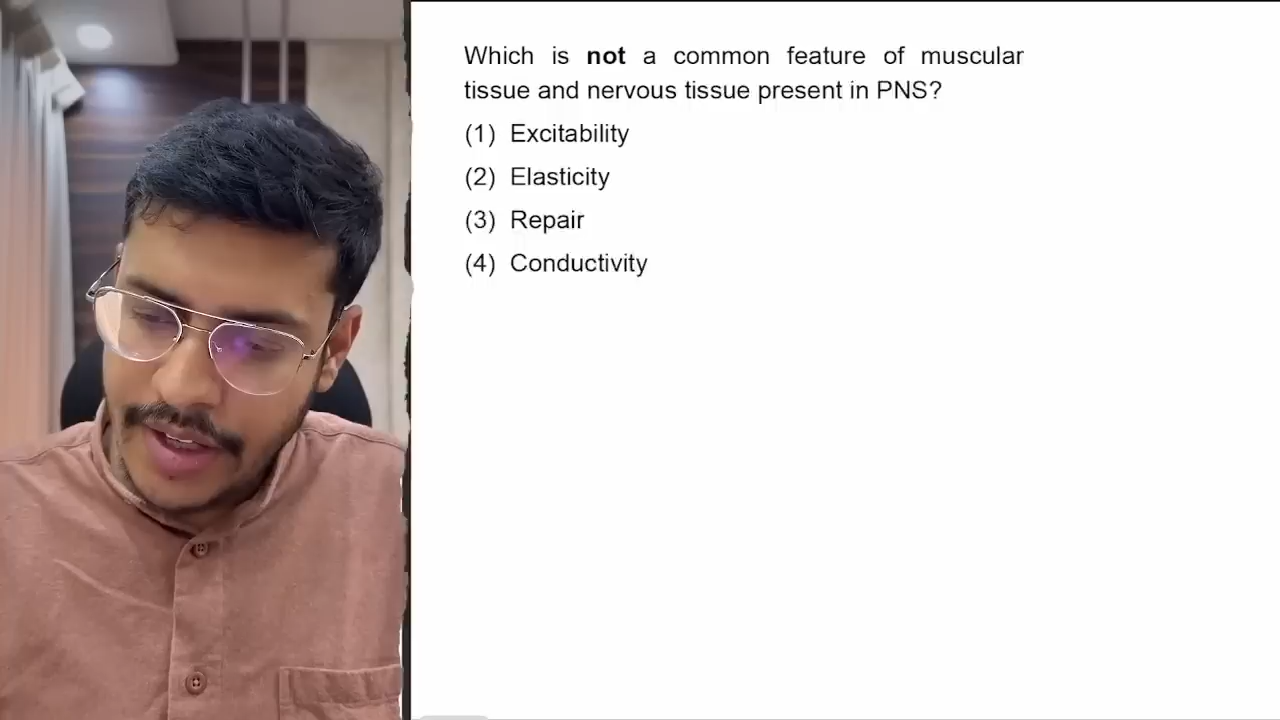 Which is not a common feature of muscular
tissue and nervous tissue present in PNS?
(1) Excitability
(2) Elasticity
(3) Repair
(4) Conductivity